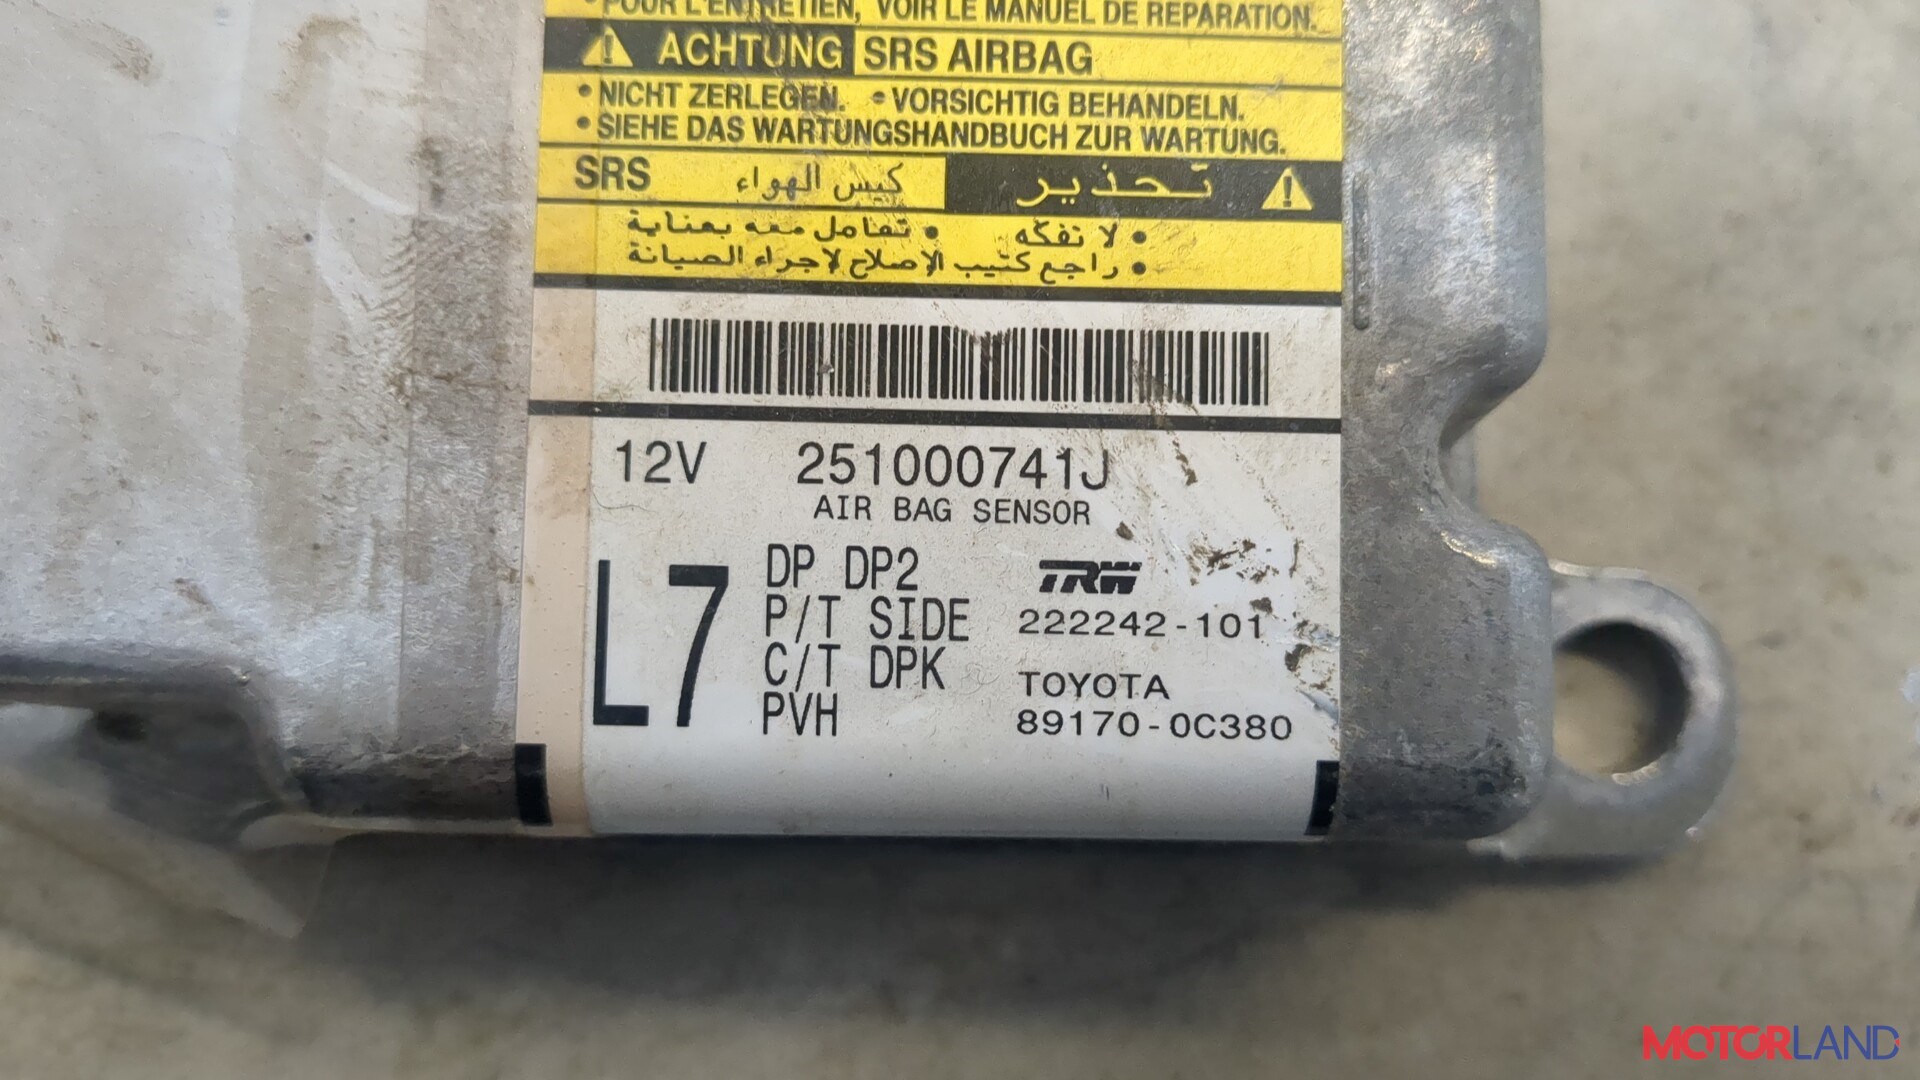 • POUR L'ENTRETIEN, VOIR LE MANUEL DE REPARATION.
ACHTUNG SRS AIRBAG
• NICHT ZERLEGEN. • VORSICHTIG BEHANDELN.
• SIEHE DAS WARTUNGSHANDBUCH ZUR WARTUNG.
تحذير كيس الهواء SRS
• لا تفكّه • تعامل معه بعناية
• راجع كتيب الإصلاح لإجراء الصيانة
12V 251000741J
AIR BAG SENSOR
L7
DP DP2
P/T SIDE
C/T DPK
PVH
TRW
222242-101
TOYOTA
89170-0C380
MOTORLAND